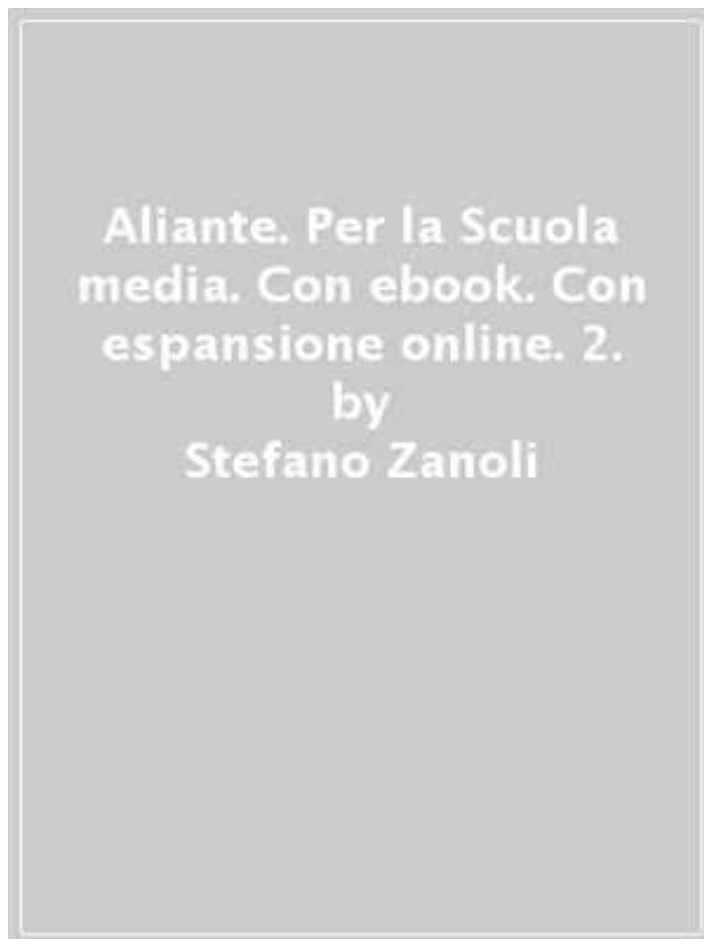 Aliante. Per la Scuola
media. Con ebook. Con
espansione online. 2.
by
Stefano Zanoli